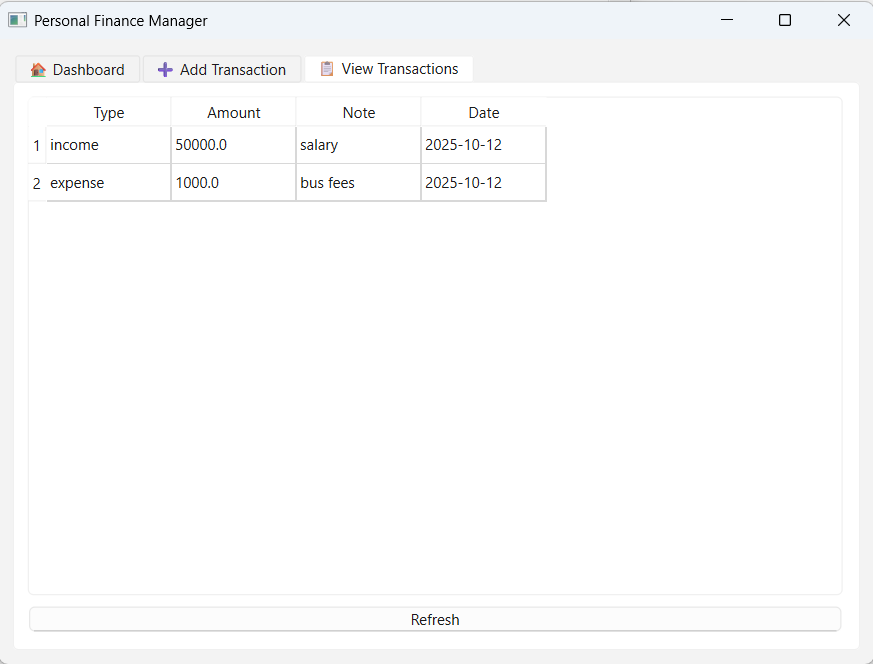 Personal Finance Manager
Dashboard Add Transaction View Transactions
Type Amount Note Date
1 income 50000.0 salary 2025-10-12
2 expense 1000.0 bus fees 2025-10-12
Refresh